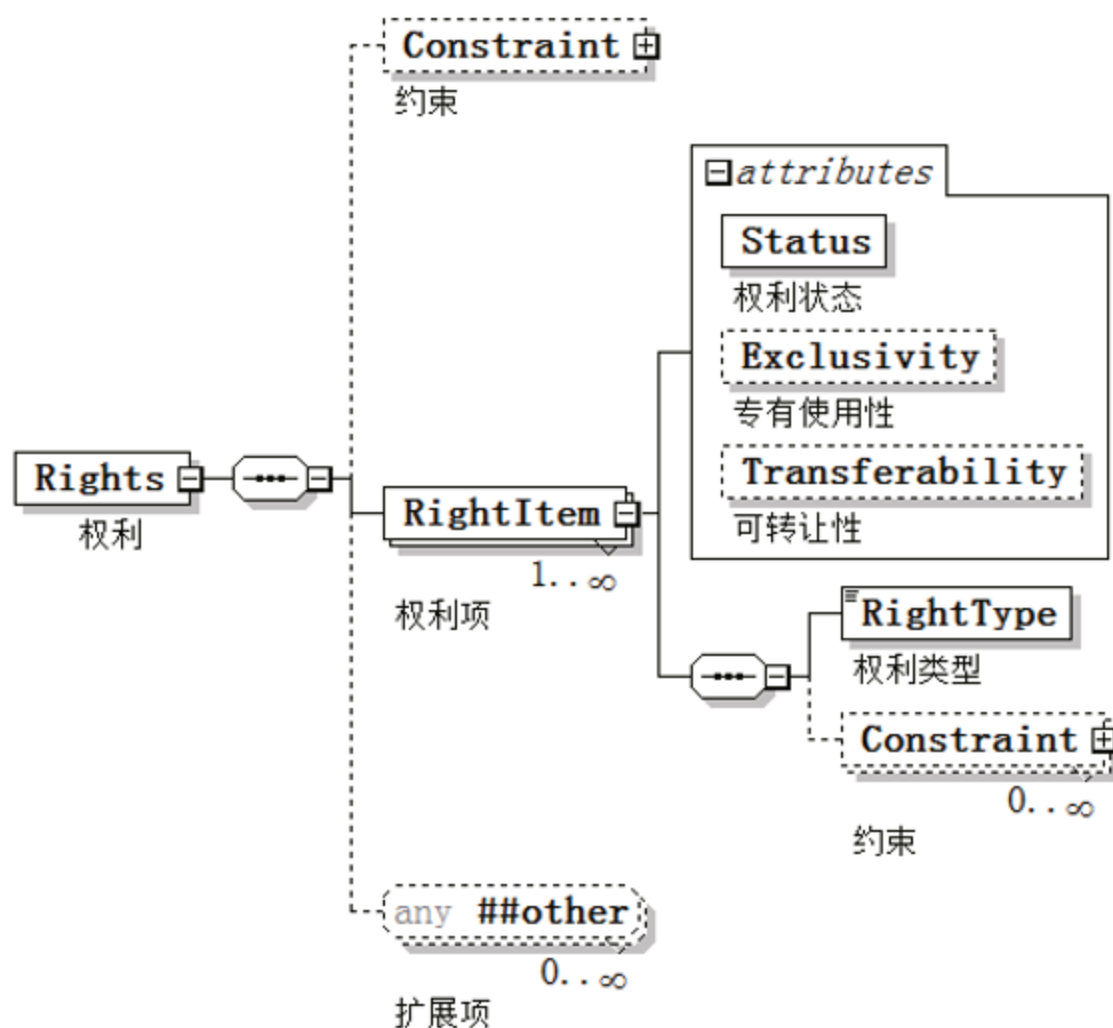 Constraint
约束
attributes
Status
权利状态
Exclusivity
专有使用性
Transferability
可转让性
Rights
权利
RightItem
1..∞
权利项
RightType
权利类型
Constraint
0..∞
约束
any ##other
0..∞
扩展项